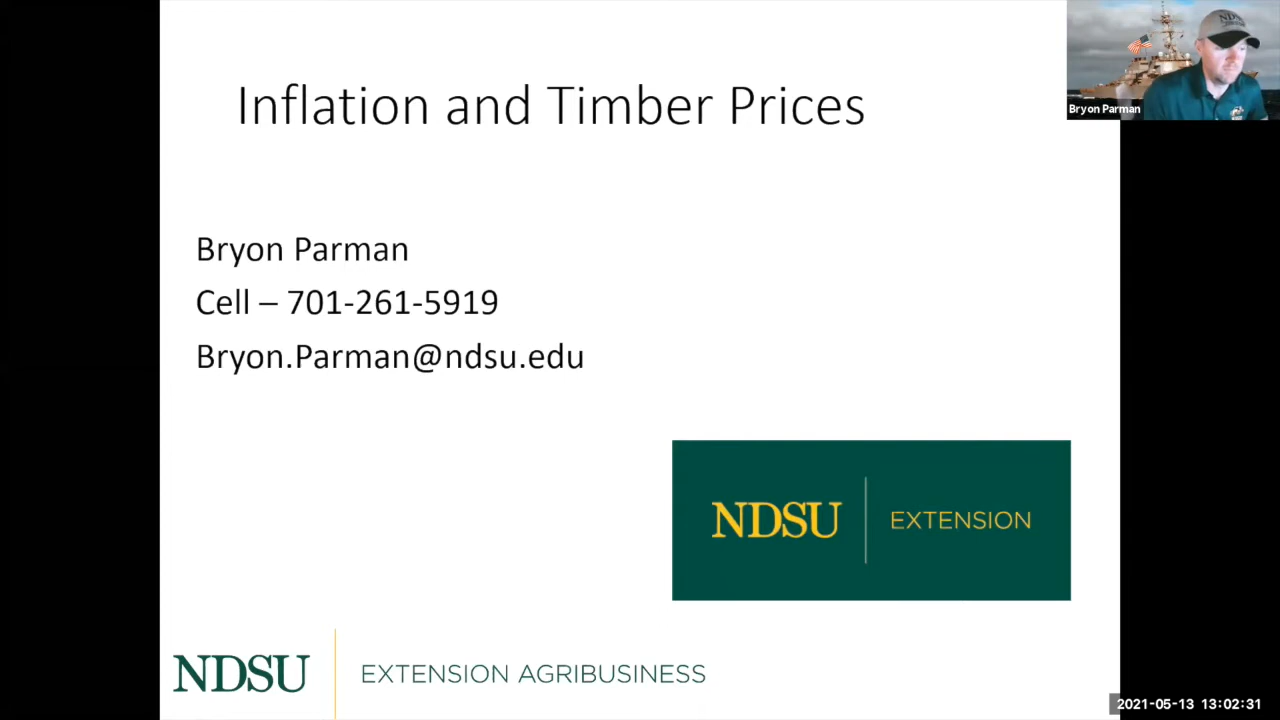 Inflation and Timber Prices
NDSU
Bryon Parman
Bryon Parman
Cell – 701-261-5919
Bryon.Parman@ndsu.edu
NDSU EXTENSION
NDSU EXTENSION AGRIBUSINESS
2021-05-13 13:02:31